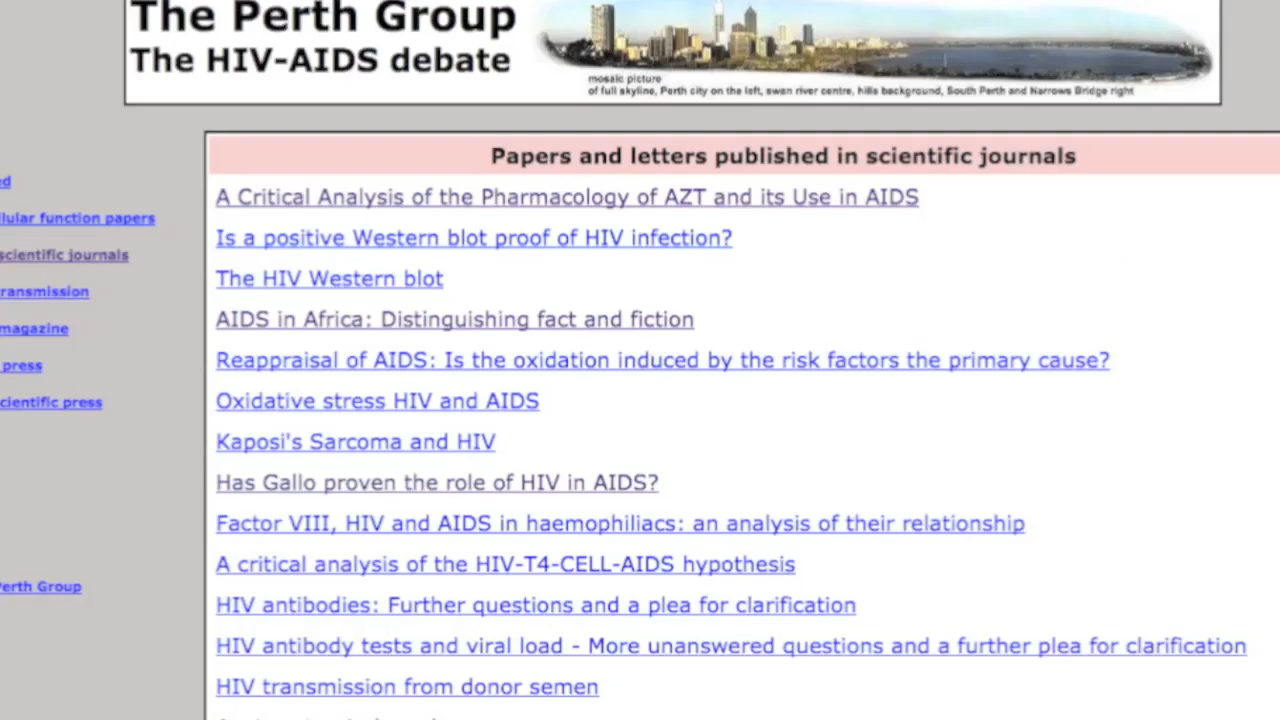 The Perth Group
The HIV-AIDS debate
mosaic picture
of full skyline, Perth city on the left, swan river centre, hills background, South Perth and Narrows Bridge right
Papers and letters published in scientific journals
ed
llular function papers
scientific journals
ransmission
magazine
press
cientific press
Perth Group
A Critical Analysis of the Pharmacology of AZT and its Use in AIDS
Is a positive Western blot proof of HIV infection?
The HIV Western blot
AIDS in Africa: Distinguishing fact and fiction
Reappraisal of AIDS: Is the oxidation induced by the risk factors the primary cause?
Oxidative stress HIV and AIDS
Kaposi's Sarcoma and HIV
Has Gallo proven the role of HIV in AIDS?
Factor VIII, HIV and AIDS in haemophiliacs: an analysis of their relationship
A critical analysis of the HIV-T4-CELL-AIDS hypothesis
HIV antibodies: Further questions and a plea for clarification
HIV antibody tests and viral load - More unanswered questions and a further plea for clarification
HIV transmission from donor semen